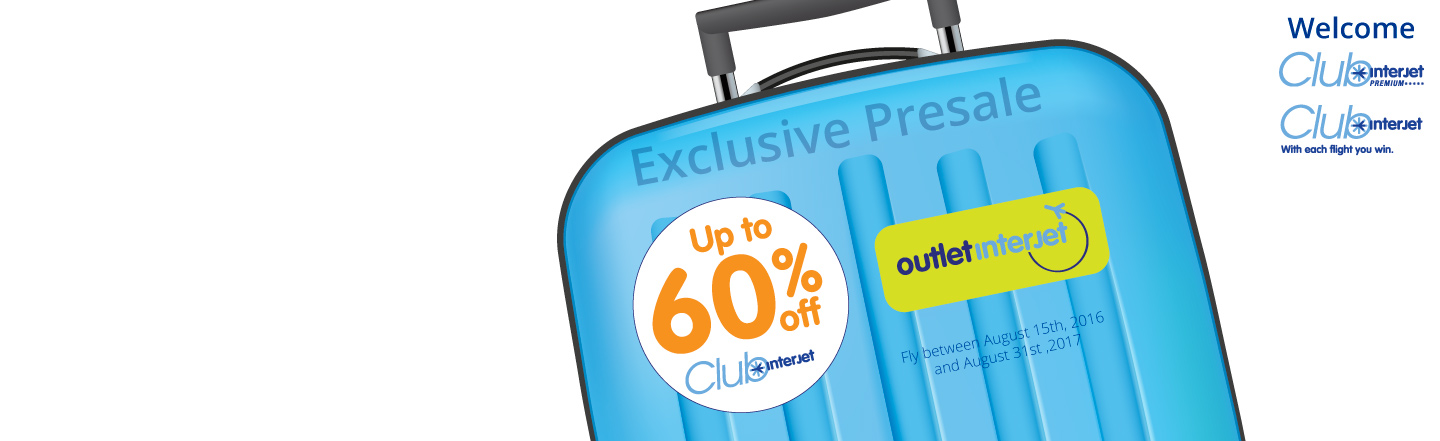 Exclusive Presale
Up to
60%
off
Club interjet
outlet interjet
Fly between August 15th, 2016
and August 31st ,2017
Welcome
Club interjet
PREMIUM
Club interjet
With each flight you win.